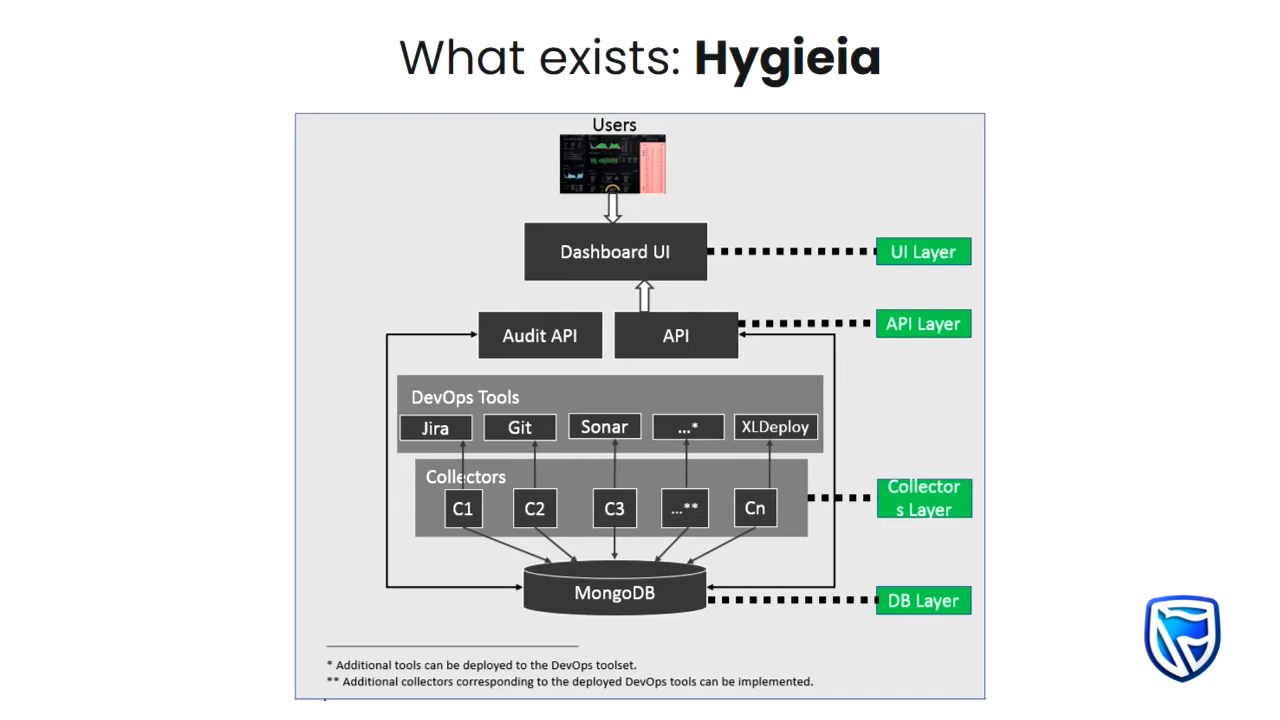 What exists: Hygieia
Users
Dashboard UI
UI Layer
Audit API
API
API Layer
DevOps Tools
Jira
Git
Sonar
...*
XLDeploy
Collectors
C1
C2
C3
...**
Cn
Collector
s Layer
MongoDB
DB Layer
* Additional tools can be deployed to the DevOps toolset.
** Additional collectors corresponding to the deployed DevOps tools can be implemented.